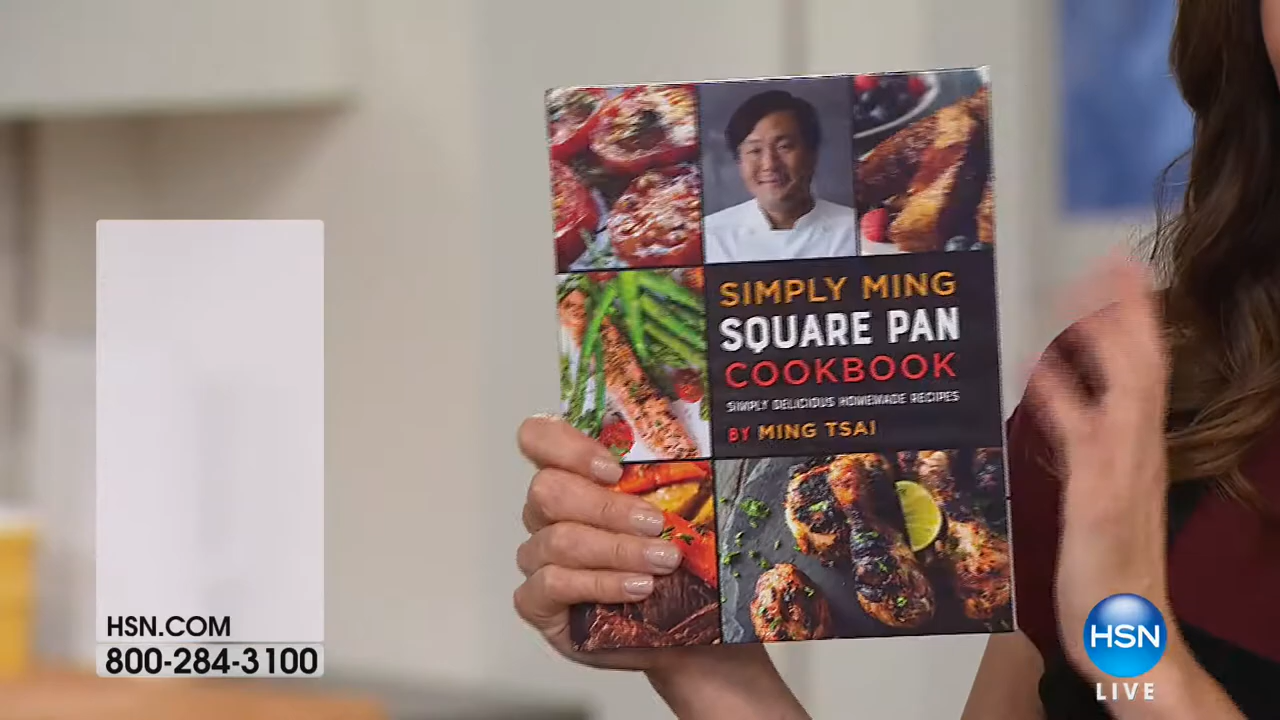 SIMPLY MING
SQUARE PAN
COOKBOOK
SIMPLY DELICIOUS HOMEMADE RECIPES
BY MING TSAI
HSN.COM
800-284-3100
HSN
LIVE